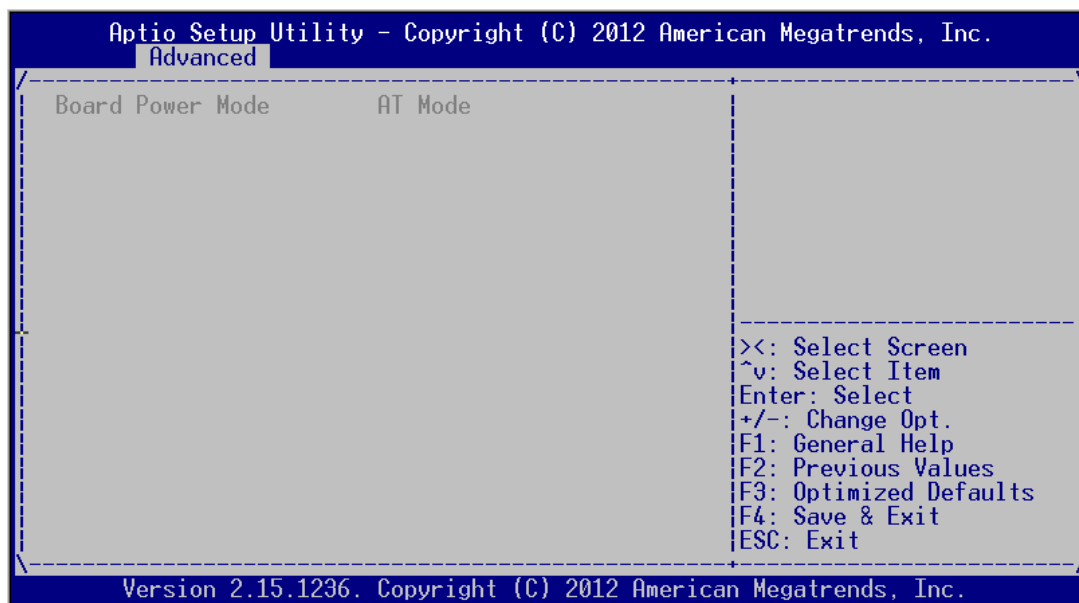 Aptio Setup Utility - Copyright (C) 2012 American Megatrends, Inc.
Advanced
Board Power Mode AT Mode
><: Select Screen
^v: Select Item
Enter: Select
+/-: Change Opt.
F1: General Help
F2: Previous Values
F3: Optimized Defaults
F4: Save & Exit
ESC: Exit
Version 2.15.1236. Copyright (C) 2012 American Megatrends, Inc.